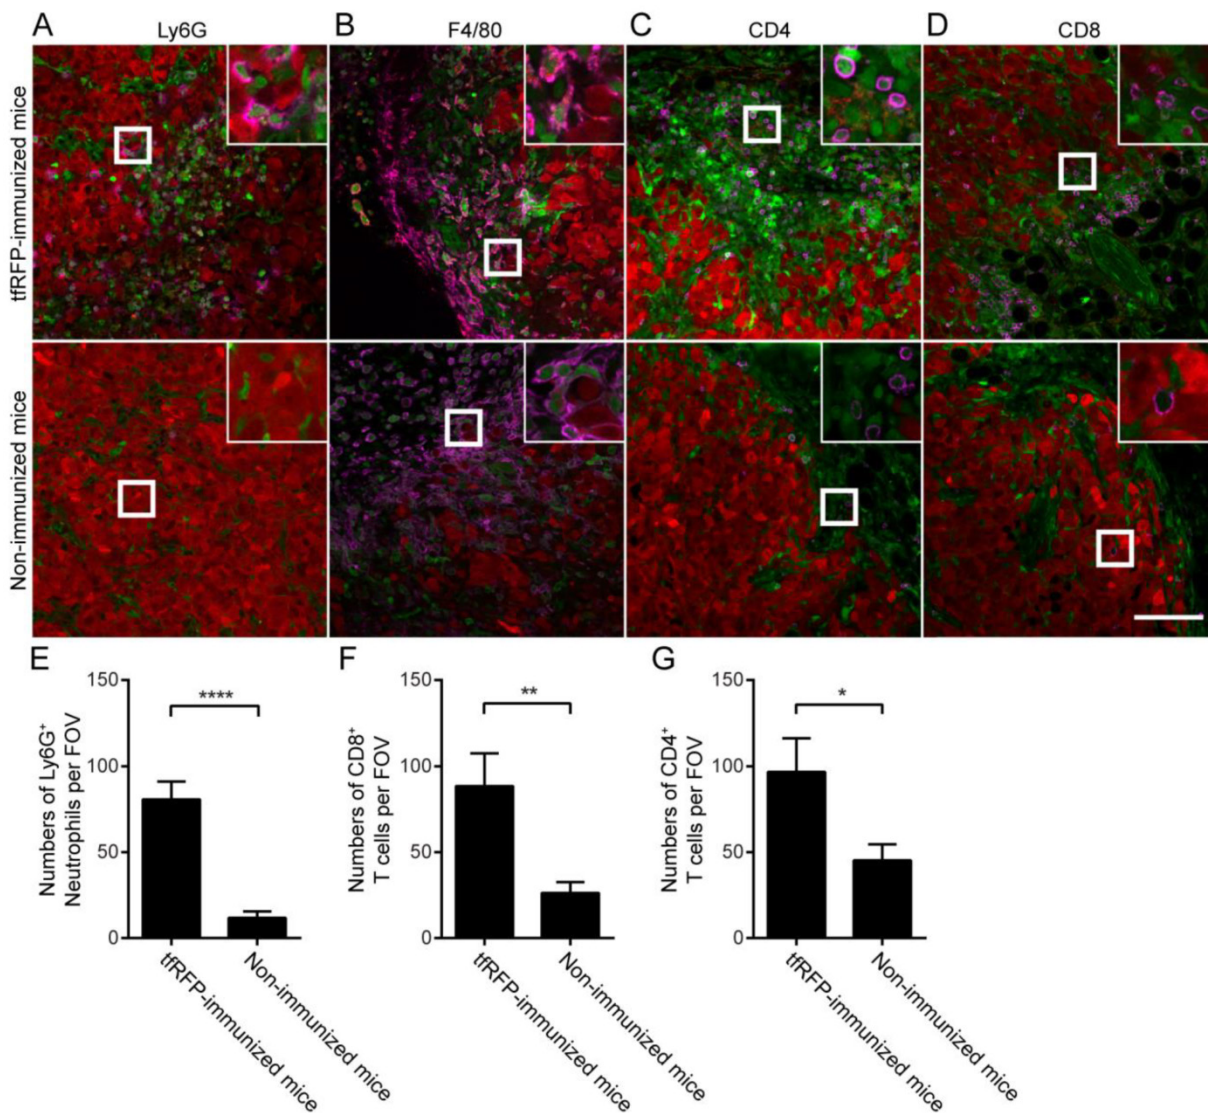 A
Ly6G
B
F4/80
C
CD4
D
CD8
tfRFP-immunized mice
Non-immunized mice
E
150
100
50
0
Numbers of Ly6G⁺
Neutrophils per FOV
****
tfRFP-immunized mice
Non-immunized mice
F
150
100
50
0
Numbers of CD8⁺
T cells per FOV
**
tfRFP-immunized mice
Non-immunized mice
G
150
100
50
0
Numbers of CD4⁺
T cells per FOV
*
tfRFP-immunized mice
Non-immunized mice